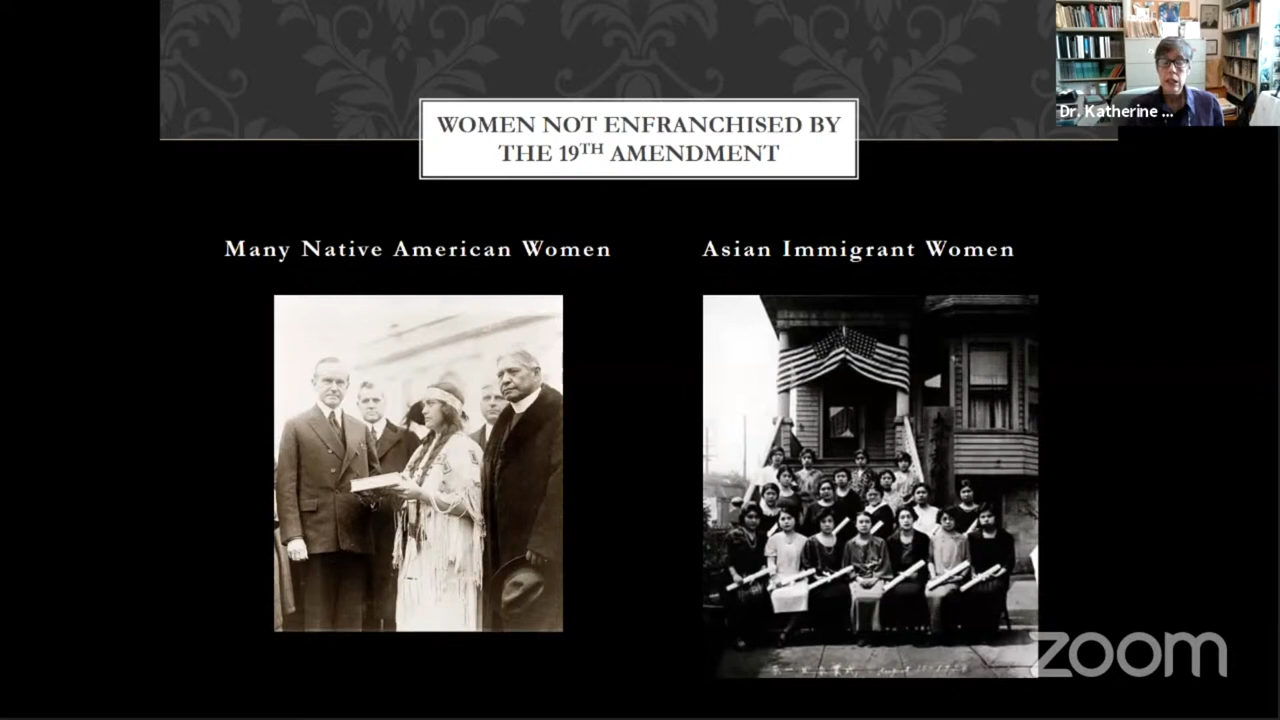 WOMEN NOT ENFRANCHISED BY
THE 19TH AMENDMENT
Dr. Katherine ...
Many Native American Women
Asian Immigrant Women
zoom